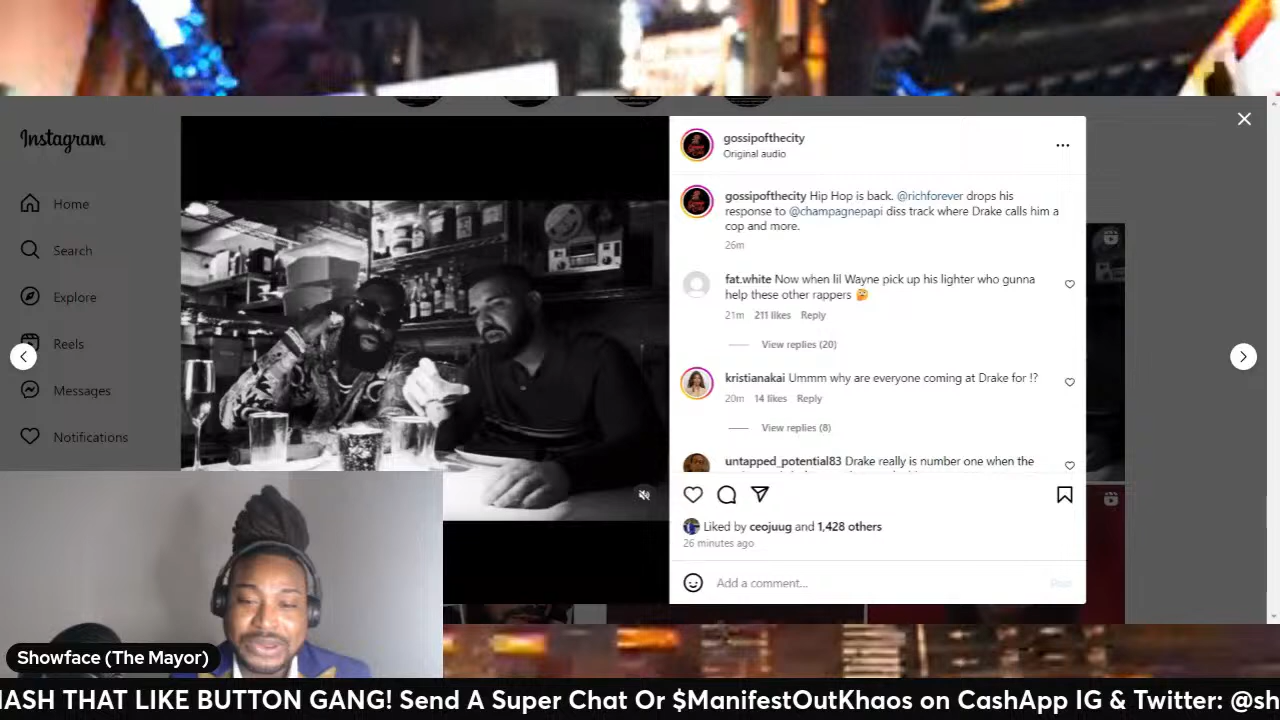 Instagram
Home
Search
Explore
Reels
Messages
Notifications
gossipofthecity
Original audio
gossipofthecity Hip Hop is back. @richforever drops his
response to @champagnepapi diss track where Drake calls him a
cop and more.
26m
fat.white Now when lil Wayne pick up his lighter who gunna
help these other rappers 🤔
21m 211 likes Reply
View replies (20)
kristianakai Ummm why are everyone coming at Drake for !?
20m 14 likes Reply
View replies (8)
untapped_potential83 Drake really is number one when the
Liked by ceojuug and 1,428 others
26 minutes ago
Add a comment...
Post
Showface (The Mayor)
MASH THAT LIKE BUTTON GANG! Send A Super Chat Or $ManifestOutKhaos on CashApp IG & Twitter: @sh